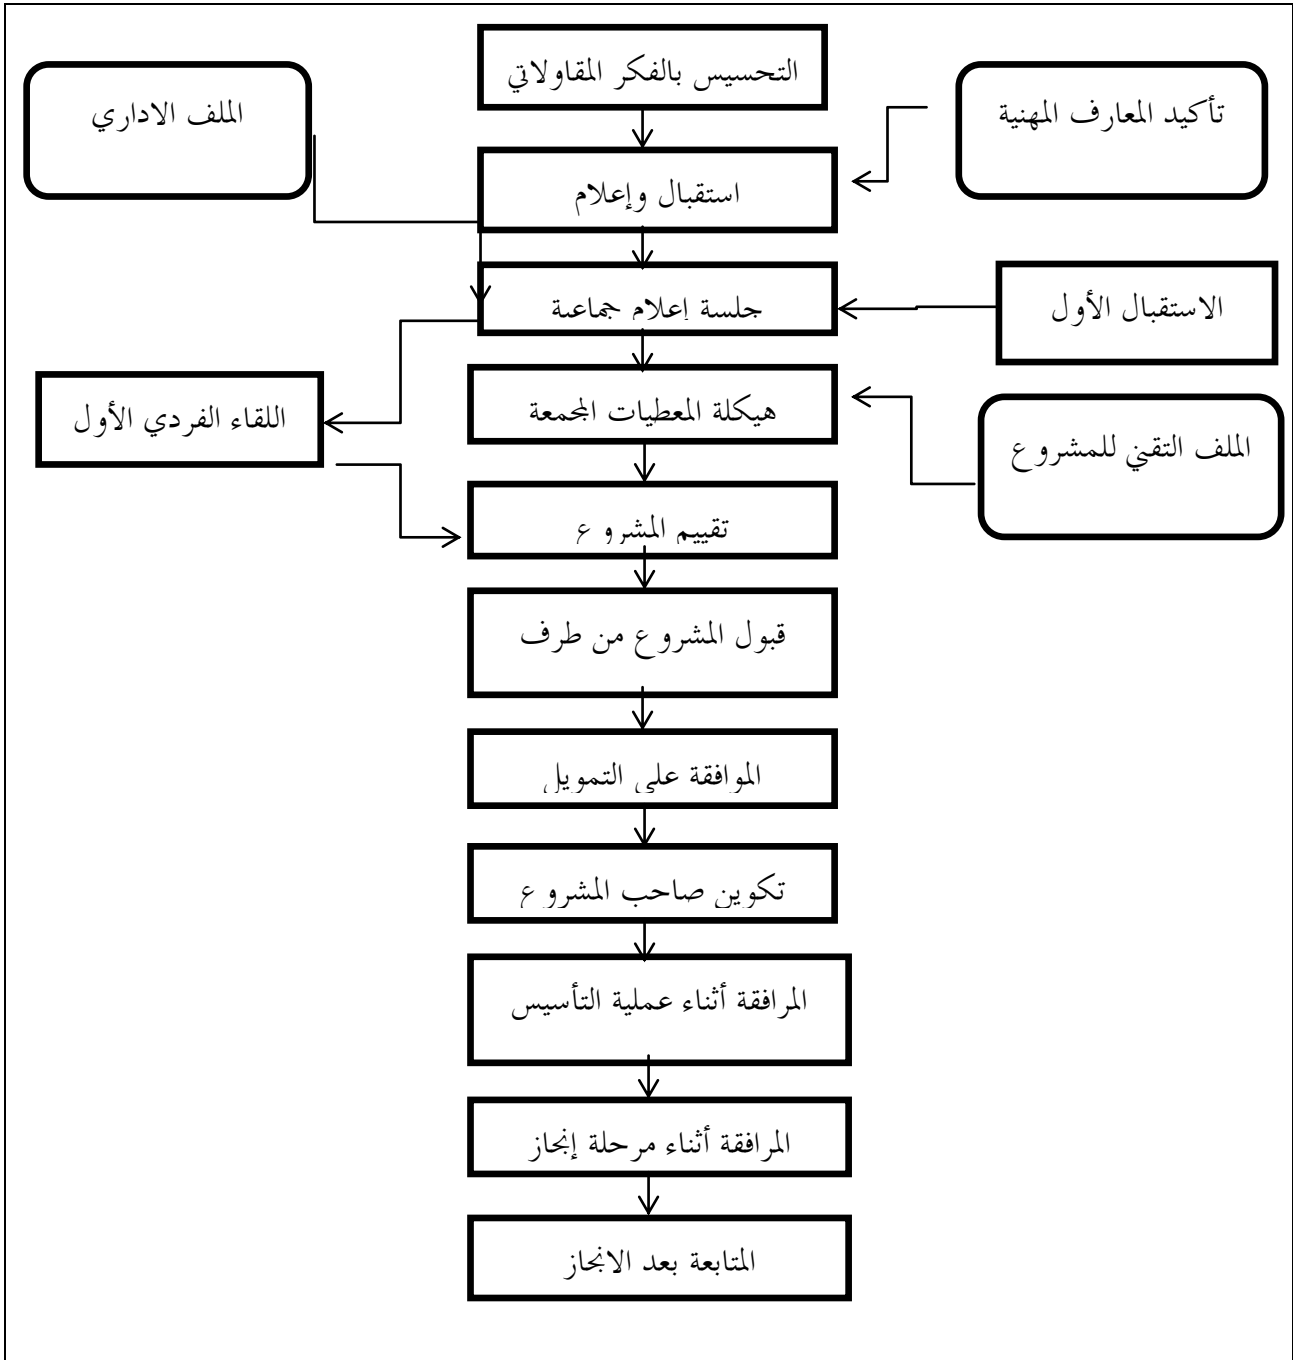 التحسيس بالفكر المقاولاتي
تأكيد المعارف المهنية
الملف الاداري
استقبال وإعلام
جلسة إعلام جماعية
الاستقبال الأول
هيكلة المعطيات المجمعة
اللقاء الفردي الأول
الملف التقني للمشروع
تقييم المشروع
قبول المشروع من طرف
الموافقة على التمويل
تكوين صاحب المشروع
المرافقة أثناء عملية التأسيس
المرافقة أثناء مرحلة إنجاز
المتابعة بعد الانجاز